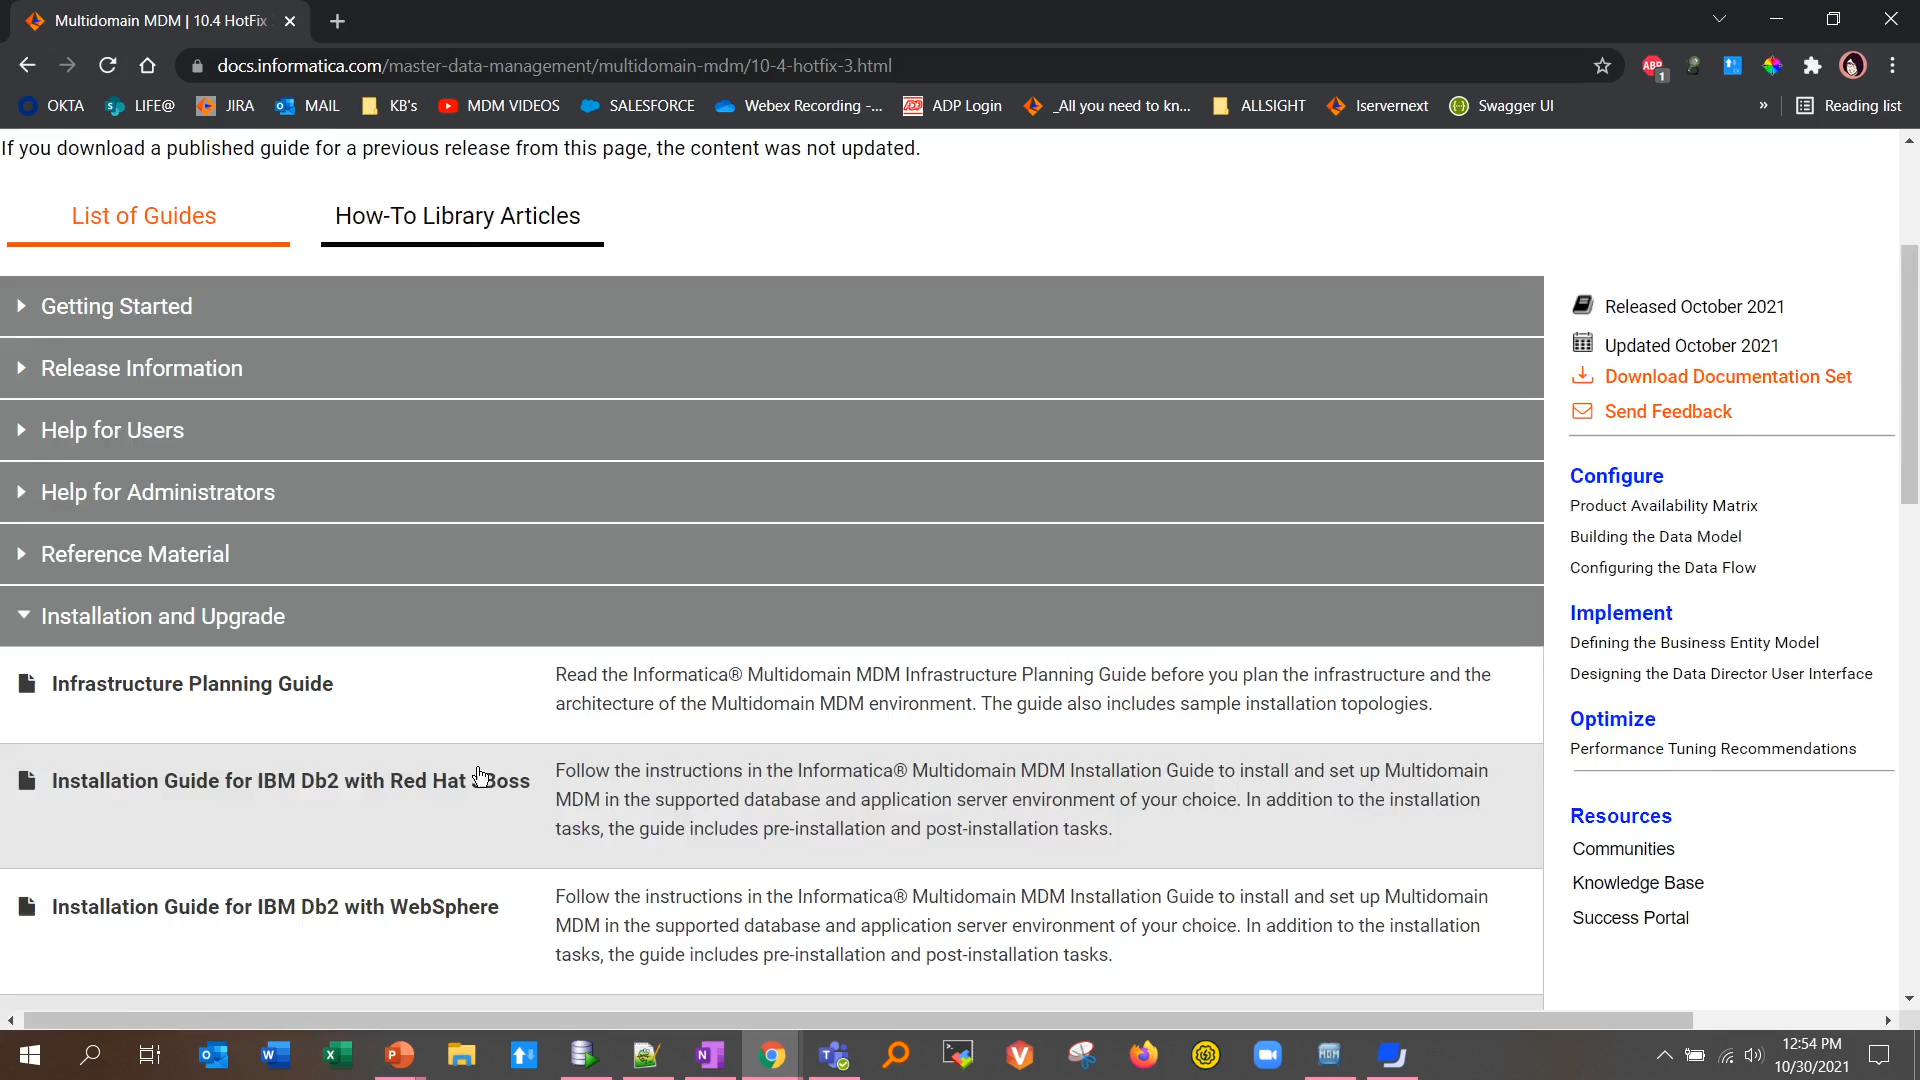 Multidomain MDM | 10.4 HotFix
docs.informatica.com/master-data-management/multidomain-mdm/10-4-hotfix-3.html
ABP
1
OKTA
LIFE@
JIRA
MAIL
KB's
MDM VIDEOS
SALESFORCE
Webex Recording -...
ADP Login
_All you need to kn...
ALLSIGHT
Iservernext
Swagger UI
»
Reading list
If you download a published guide for a previous release from this page, the content was not updated.
List of Guides
How-To Library Articles
Getting Started
Release Information
Help for Users
Help for Administrators
Reference Material
Installation and Upgrade
Infrastructure Planning Guide
Read the Informatica® Multidomain MDM Infrastructure Planning Guide before you plan the infrastructure and the
architecture of the Multidomain MDM environment. The guide also includes sample installation topologies.
Installation Guide for IBM Db2 with Red Hat JBoss
Follow the instructions in the Informatica® Multidomain MDM Installation Guide to install and set up Multidomain
MDM in the supported database and application server environment of your choice. In addition to the installation
tasks, the guide includes pre-installation and post-installation tasks.
Installation Guide for IBM Db2 with WebSphere
Follow the instructions in the Informatica® Multidomain MDM Installation Guide to install and set up Multidomain
MDM in the supported database and application server environment of your choice. In addition to the installation
tasks, the guide includes pre-installation and post-installation tasks.
Released October 2021
Updated October 2021
Download Documentation Set
Send Feedback
Configure
Product Availability Matrix
Building the Data Model
Configuring the Data Flow
Implement
Defining the Business Entity Model
Designing the Data Director User Interface
Optimize
Performance Tuning Recommendations
Resources
Communities
Knowledge Base
Success Portal
MDM
12:54 PM
10/30/2021